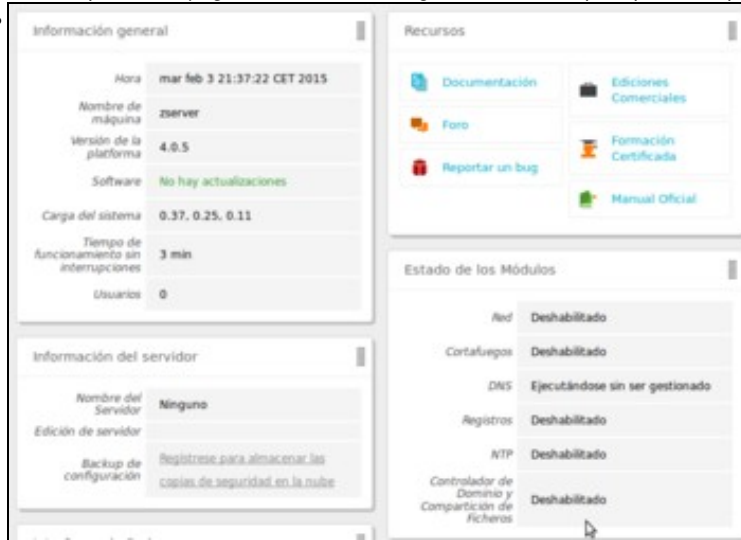 Información general
Hora mar feb 3 21:37:22 CET 2015
Nombre de
máquina zserver
Versión de la
platforma 4.0.5
Software No hay actualizaciones
Carga del sistema 0.37, 0.25, 0.11
Tiempo de
funcionamiento sin
interrupciones 3 min
Usuarios 0
Información del servidor
Nombre del
Servidor Ninguno
Edición de servidor
Backup de
configuración Regístrese para almacenar las
copias de seguridad en la nube
Recursos
Documentación
Foro
Reportar un bug
Ediciones
Comerciales
Formación
Certificada
Manual Oficial
Estado de los Módulos
Red Deshabilitado
Cortafuegos Deshabilitado
DNS Ejecutándose sin ser gestionado
Registros Deshabilitado
NTP Deshabilitado
Controlador de
Dominio y
Compartición de
Ficheros Deshabilitado